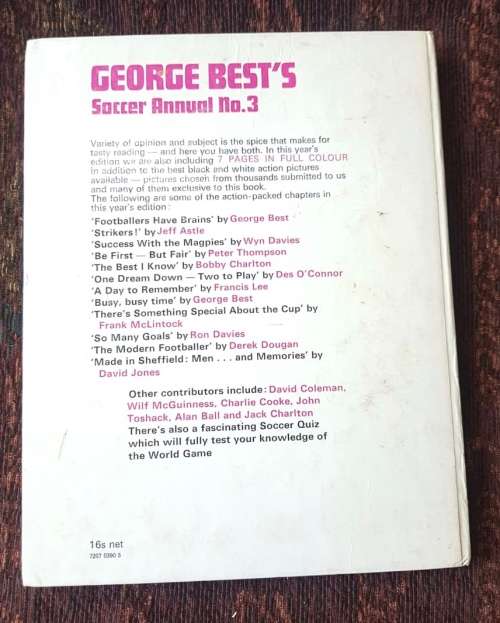 GEORGE BEST'S
Soccer Annual No.3
Variety of opinion and subject is the spice that makes for
tasty reading — and here you have both. In this year's
edition we are also including 7 PAGES IN FULL COLOUR
in addition to the best black and white action pictures
available — pictures chosen from thousands submitted to us
and many of them exclusive to this book.
The following are some of the action-packed chapters in
this year's edition:
'Footballers Have Brains' by George Best
'Strikers!' by Jeff Astle
'Success With the Magpies' by Wyn Davies
'Be First — But Fair' by Peter Thompson
'The Best I Know' by Bobby Charlton
'One Dream Down — Two to Play' by Des O'Connor
'A Day to Remember' by Francis Lee
'Busy, busy time' by George Best
'There's Something Special About the Cup' by
Frank McLintock
'So Many Goals' by Ron Davies
'The Modern Footballer' by Derek Dougan
'Made in Sheffield: Men . . . and Memories' by
David Jones
Other contributors include: David Coleman,
Wilf McGuinness, Charlie Cooke, John
Toshack, Alan Ball and Jack Charlton
There's also a fascinating Soccer Quiz
which will fully test your knowledge of
the World Game
16s net
7207 0390 5